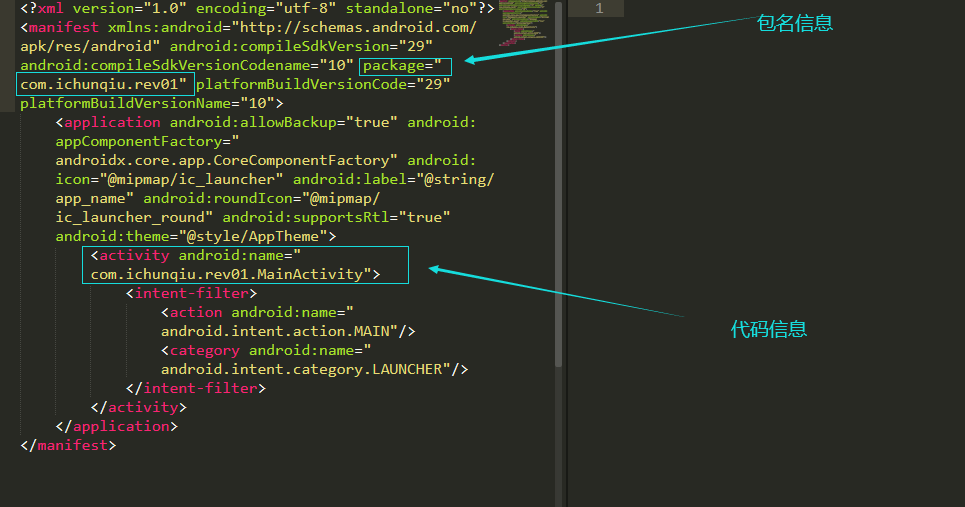 <?xml version="1.0" encoding="utf-8" standalone="no"?>
<manifest xmlns:android="http://schemas.android.com/
apk/res/android" android:compileSdkVersion="29"
android:compileSdkVersionCodename="10" package="
com.ichunqiu.rev01" platformBuildVersionCode="29"
platformBuildVersionName="10">
<application android:allowBackup="true" android:
appComponentFactory="
androidx.core.app.CoreComponentFactory" android:
icon="@mipmap/ic_launcher" android:label="@string/
app_name" android:roundIcon="@mipmap/
ic_launcher_round" android:supportsRtl="true"
android:theme="@style/AppTheme">
<activity android:name="
com.ichunqiu.rev01.MainActivity">
<intent-filter>
<action android:name="
android.intent.action.MAIN"/>
<category android:name="
android.intent.category.LAUNCHER"/>
</intent-filter>
</activity>
</application>
</manifest>
1
包名信息
代码信息